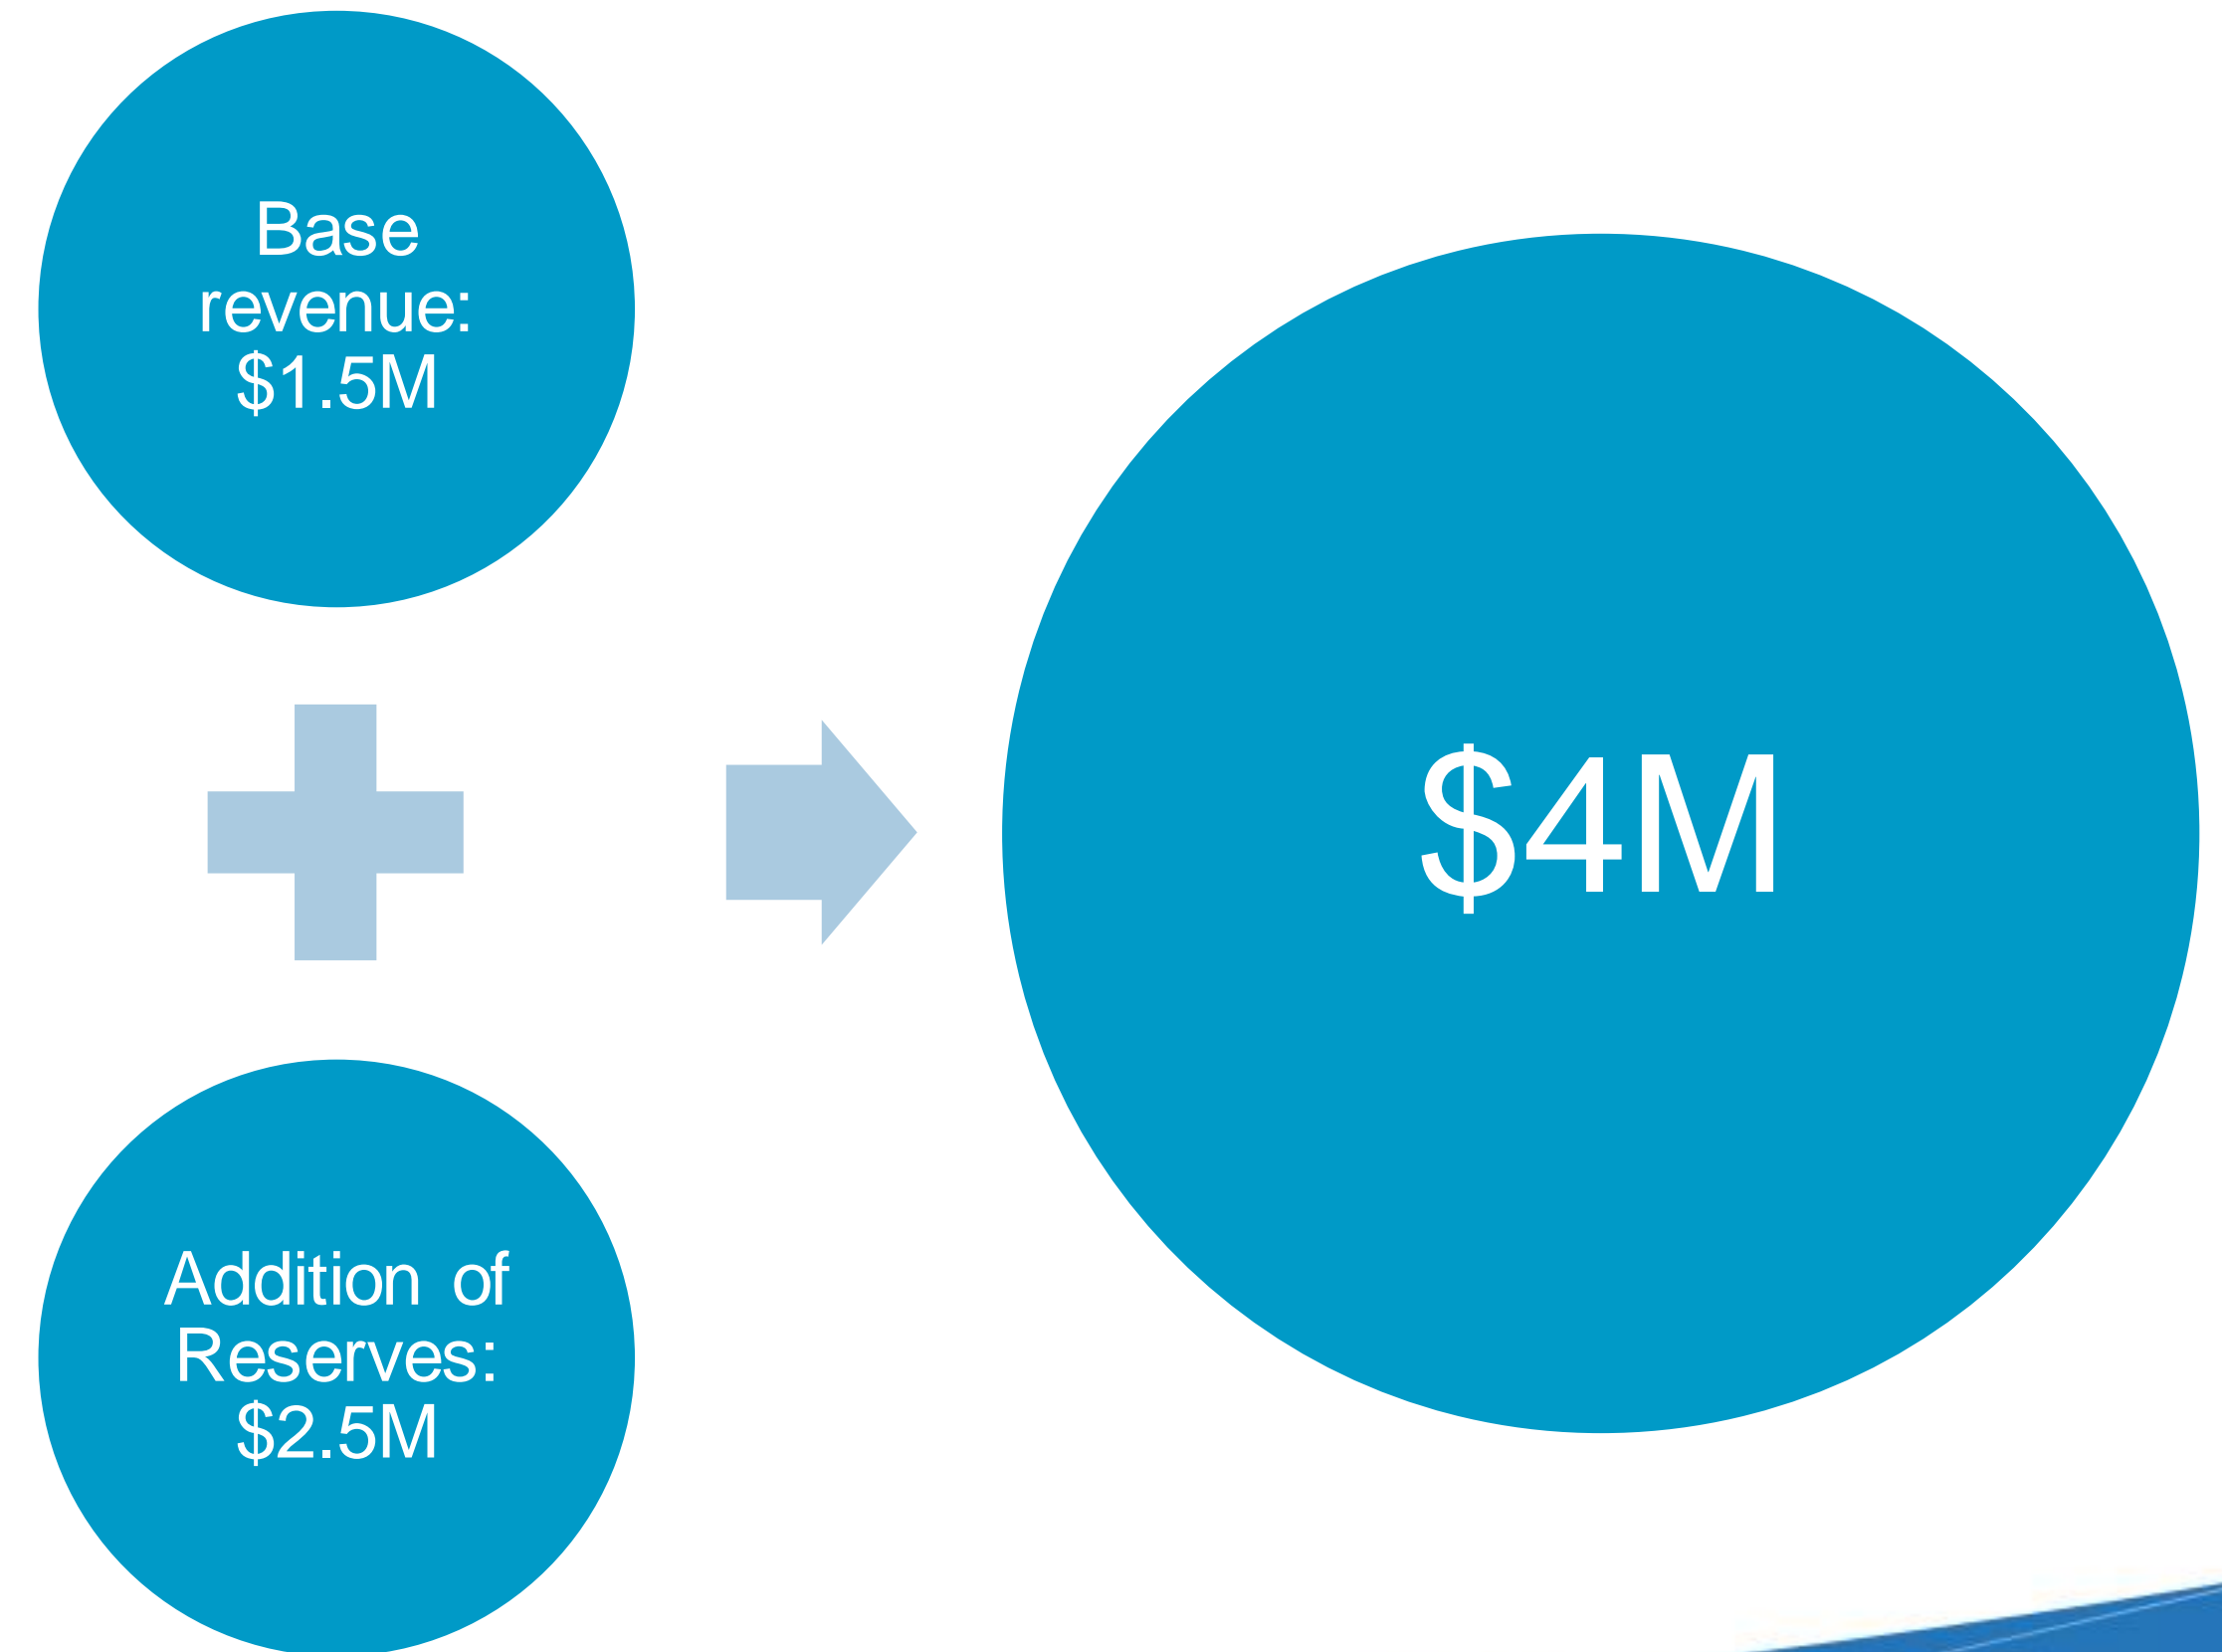 Base
revenue:
$1.5M
Addition of
Reserves:
$2.5M
$4M